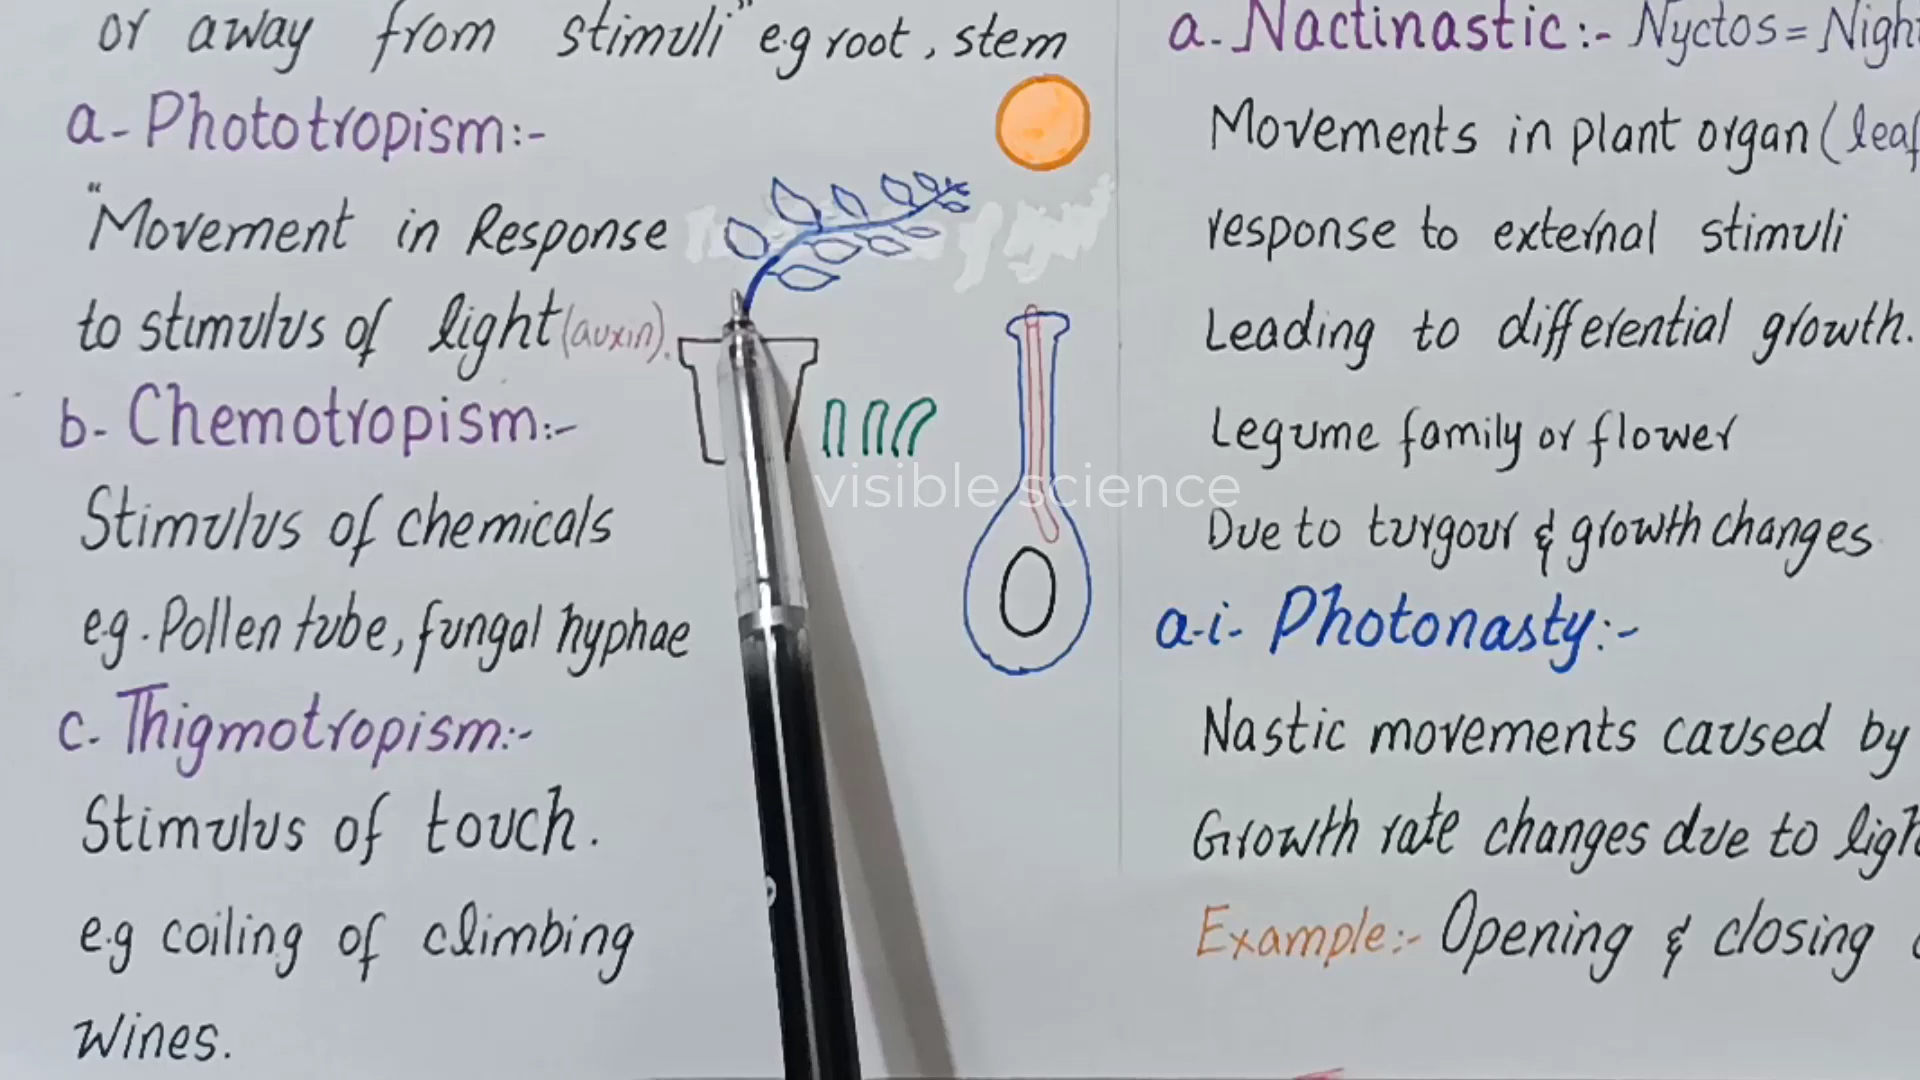 or away from stimuli" e.g root, stem
a- Phototropism:-
"Movement in Response
to stimulus of light (auxin).
b- Chemotropism:-
Stimulus of chemicals
e.g. Pollen tube, fungal hyphae
c. Thigmotropism:-
Stimulus of touch.
e.g coiling of climbing
wines.
visible science
a. Nactinastic:- Nyctos = Night
Movements in plant organ (leaf
response to external stimuli
Leading to differential growth.
Legume family or flower
Due to turgour & growth changes
a-i- Photonasty:-
Nastic movements caused by
Growth rate changes due to ligh
Example:- Opening & closing